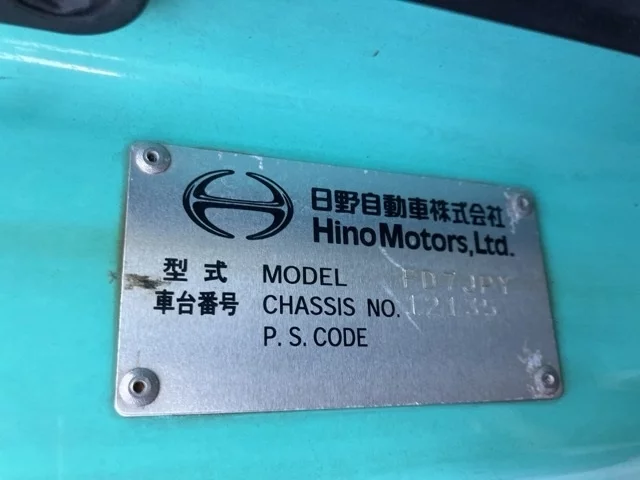 日野自動車株式会社
Hino Motors, Ltd.
型式 MODEL FD7JPY
車台番号 CHASSIS NO. 12135
P. S. CODE